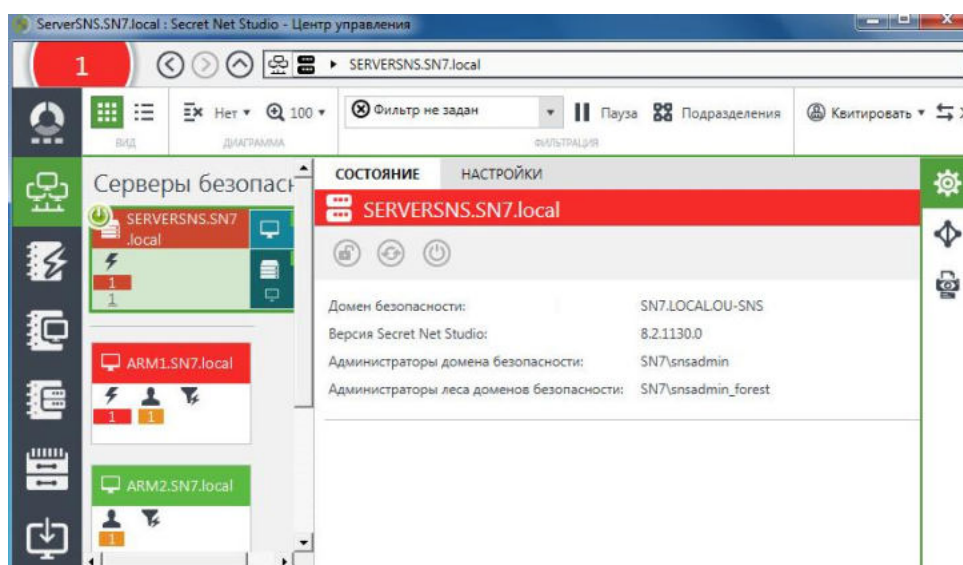 ServerSNS.SN7.local : Secret Net Studio - Центр управления
1
SERVERSNS.SN7.local
Нет
100
Фильтр не задан
Пауза
Подразделения
Квитировать
ВИД
ДИАГРАММА
ФИЛЬТРАЦИЯ
Серверы безопасн
СОСТОЯНИЕ
НАСТРОЙКИ
SERVERSNS.SN7
.local
1
1
SERVERSNS.SN7.local
Домен безопасности: SN7.LOCAL.OU-SNS
Версия Secret Net Studio: 8.2.1130.0
Администраторы домена безопасности: SN7\snsadmin
Администраторы леса доменов безопасности: SN7\snsadmin_forest
ARM1.SN7.local
1 1
ARM2.SN7.local
1